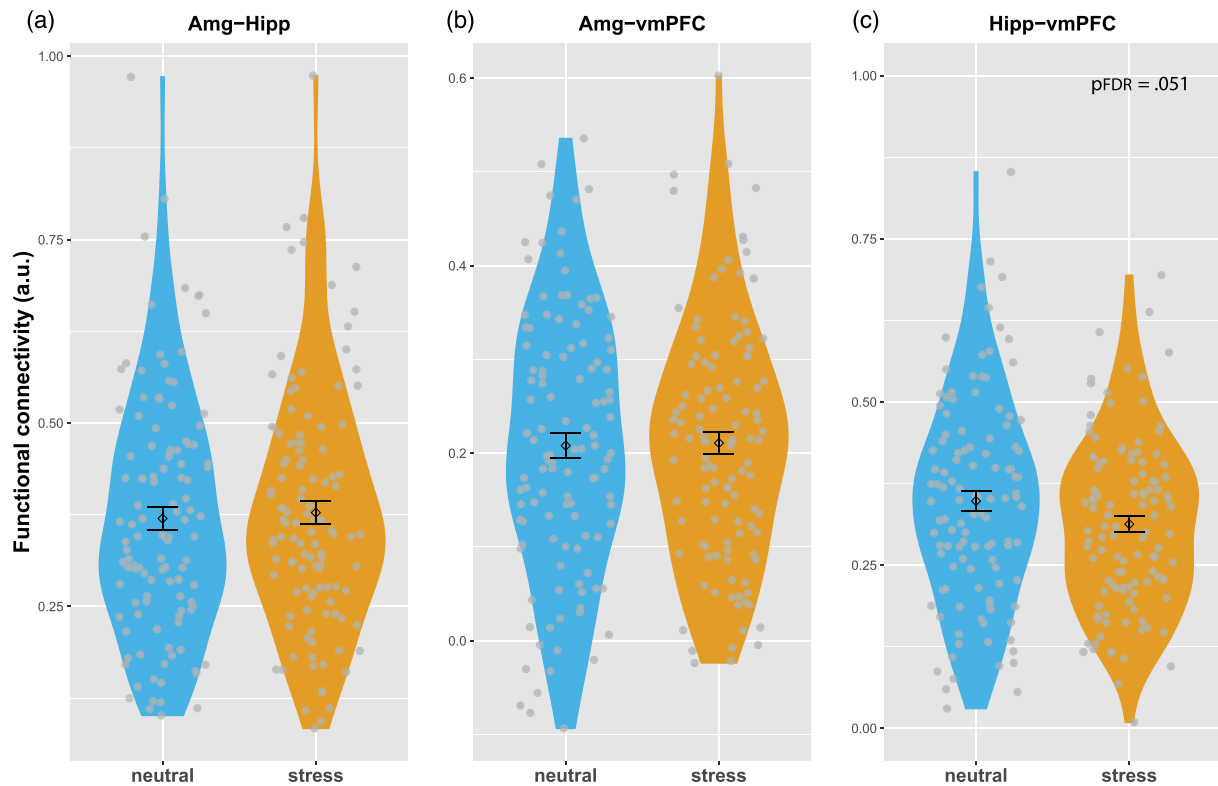 (a)
Amg−Hipp
Functional connectivity (a.u.)
1.00
0.75
0.50
0.25
neutral
stress
(b)
Amg−vmPFC
0.6
0.4
0.2
0.0
neutral
stress
(c)
Hipp−vmPFC
pFDR = .051
1.00
0.75
0.50
0.25
0.00
neutral
stress